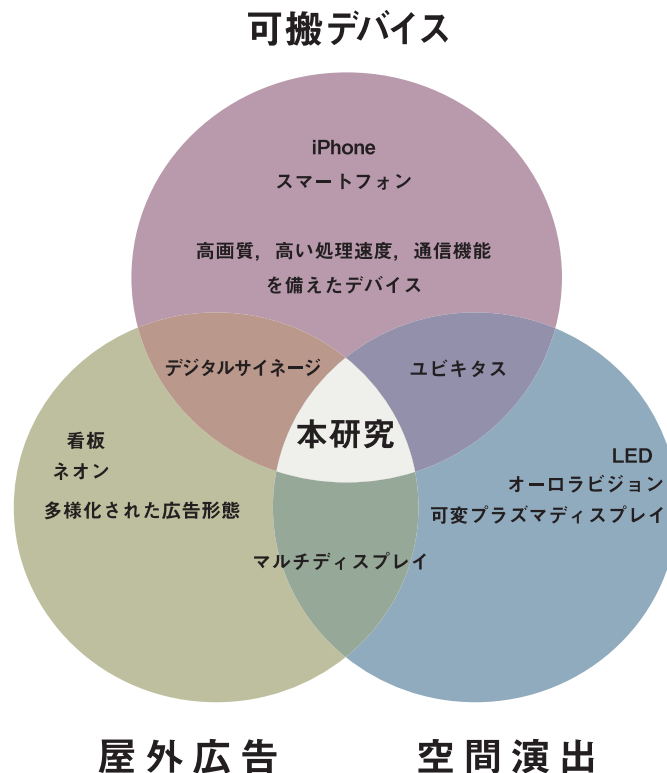 可搬デバイス
iPhone
スマートフォン
高画質，高い処理速度，通信機能
を備えたデバイス
デジタルサイネージ
ユビキタス
本研究
看板
ネオン
多様化された広告形態
LED
オーロラビジョン
可変プラズマディスプレイ
マルチディスプレイ
屋外広告
空間演出